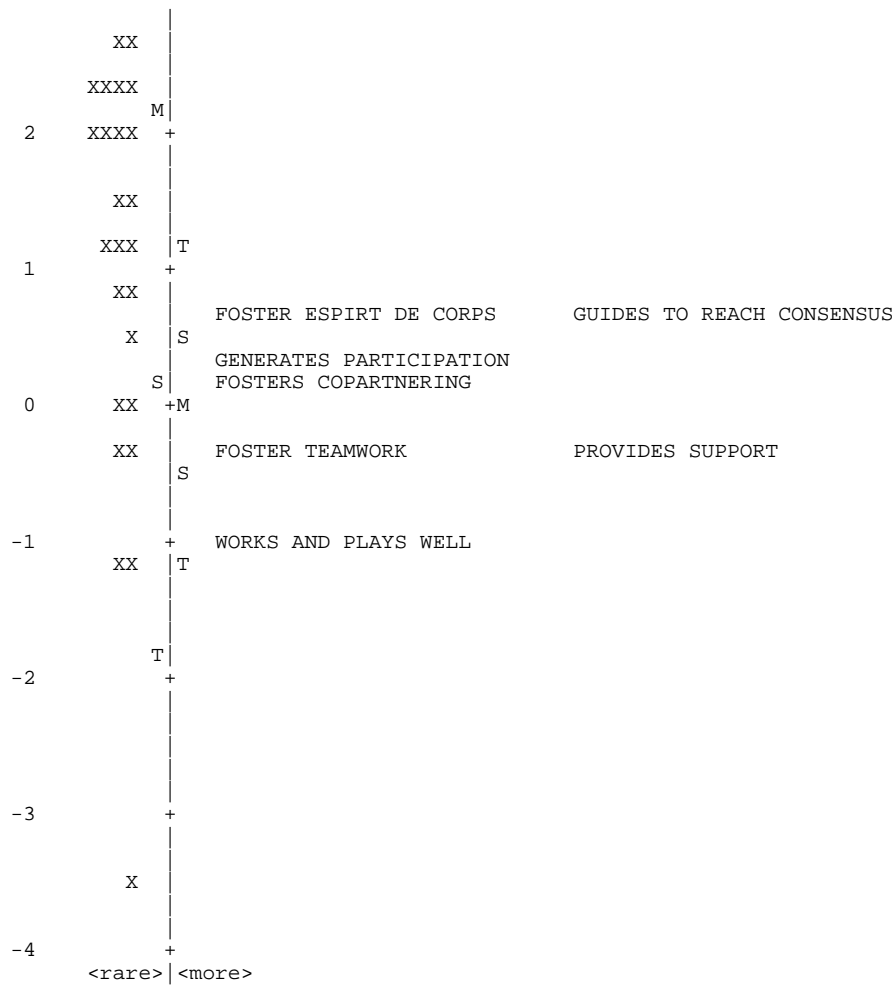 |
XX |
|
XXXX |
M|
2 XXXX +
|
|
XX |
|
XXX |T
1 +
XX |
| FOSTER ESPIRT DE CORPS GUIDES TO REACH CONSENSUS
X |S
| GENERATES PARTICIPATION
S| FOSTERS COPARTNERING
0 XX +M
|
XX | FOSTER TEAMWORK PROVIDES SUPPORT
|S
|
|
-1 + WORKS AND PLAYS WELL
XX |T
|
|
|
T|
-2 +
|
|
|
|
|
-3 +
|
|
X |
|
|
-4 +
<rare>|<more>